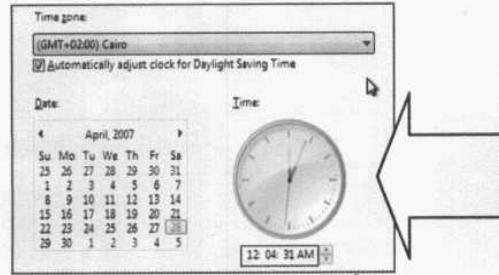 Time zone:
(GMT+02:00) Cairo
Automatically adjust clock for Daylight Saving Time
Date:
Time:
April, 2007
Su Mo Tu We Th Fr Sa
25 26 27 28 29 30 31
1 2 3 4 5 6 7
8 9 10 11 12 13 14
15 16 17 18 19 20 21
22 23 24 25 26 27 28
29 30 1 2 3 4 5
12: 04: 31 AM